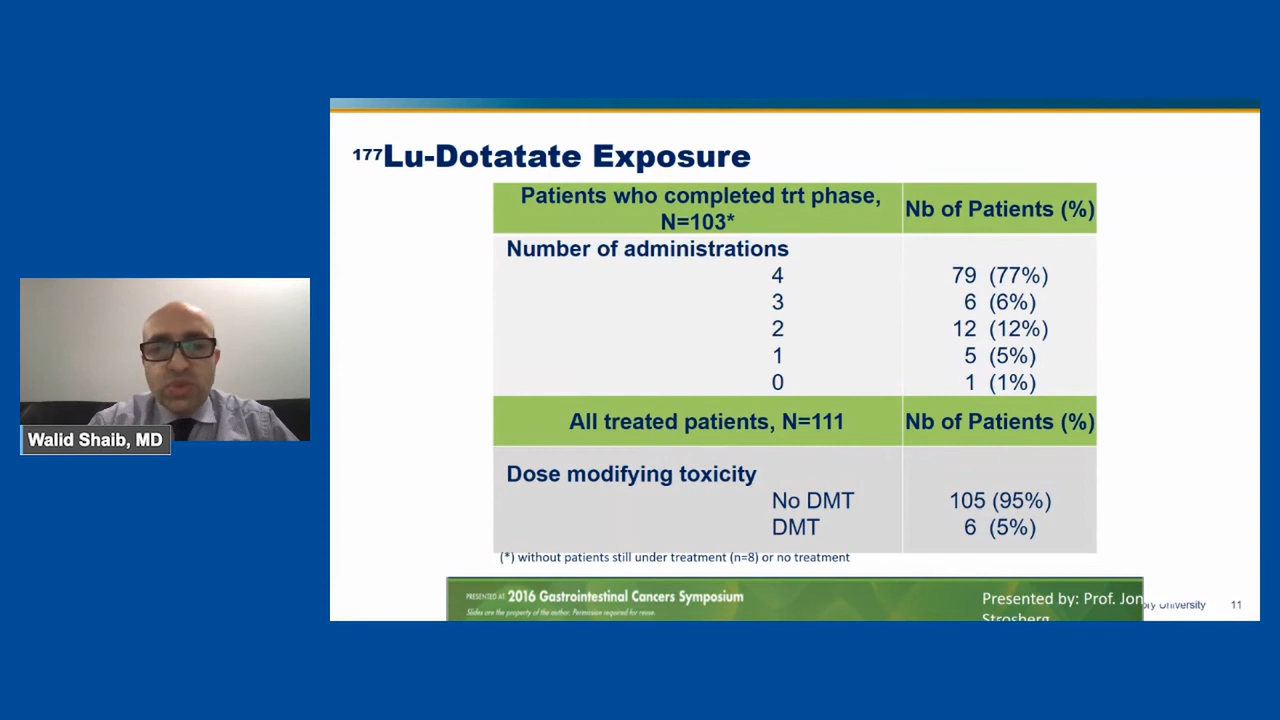 177Lu-Dotatate Exposure
Patients who completed trt phase, Nb of Patients (%)
N=103*
Number of administrations
4 79 (77%)
3 6 (6%)
2 12 (12%)
1 5 (5%)
0 1 (1%)
All treated patients, N=111 Nb of Patients (%)
Dose modifying toxicity
No DMT 105 (95%)
DMT 6 (5%)
(*) without patients still under treatment (n=8) or no treatment
PRESENTED AT: 2016 Gastrointestinal Cancers Symposium
Slides are the property of the author. Permission required for reuse.
Presented by: Prof. Jon
Strosberg
University 11
Walid Shaib, MD